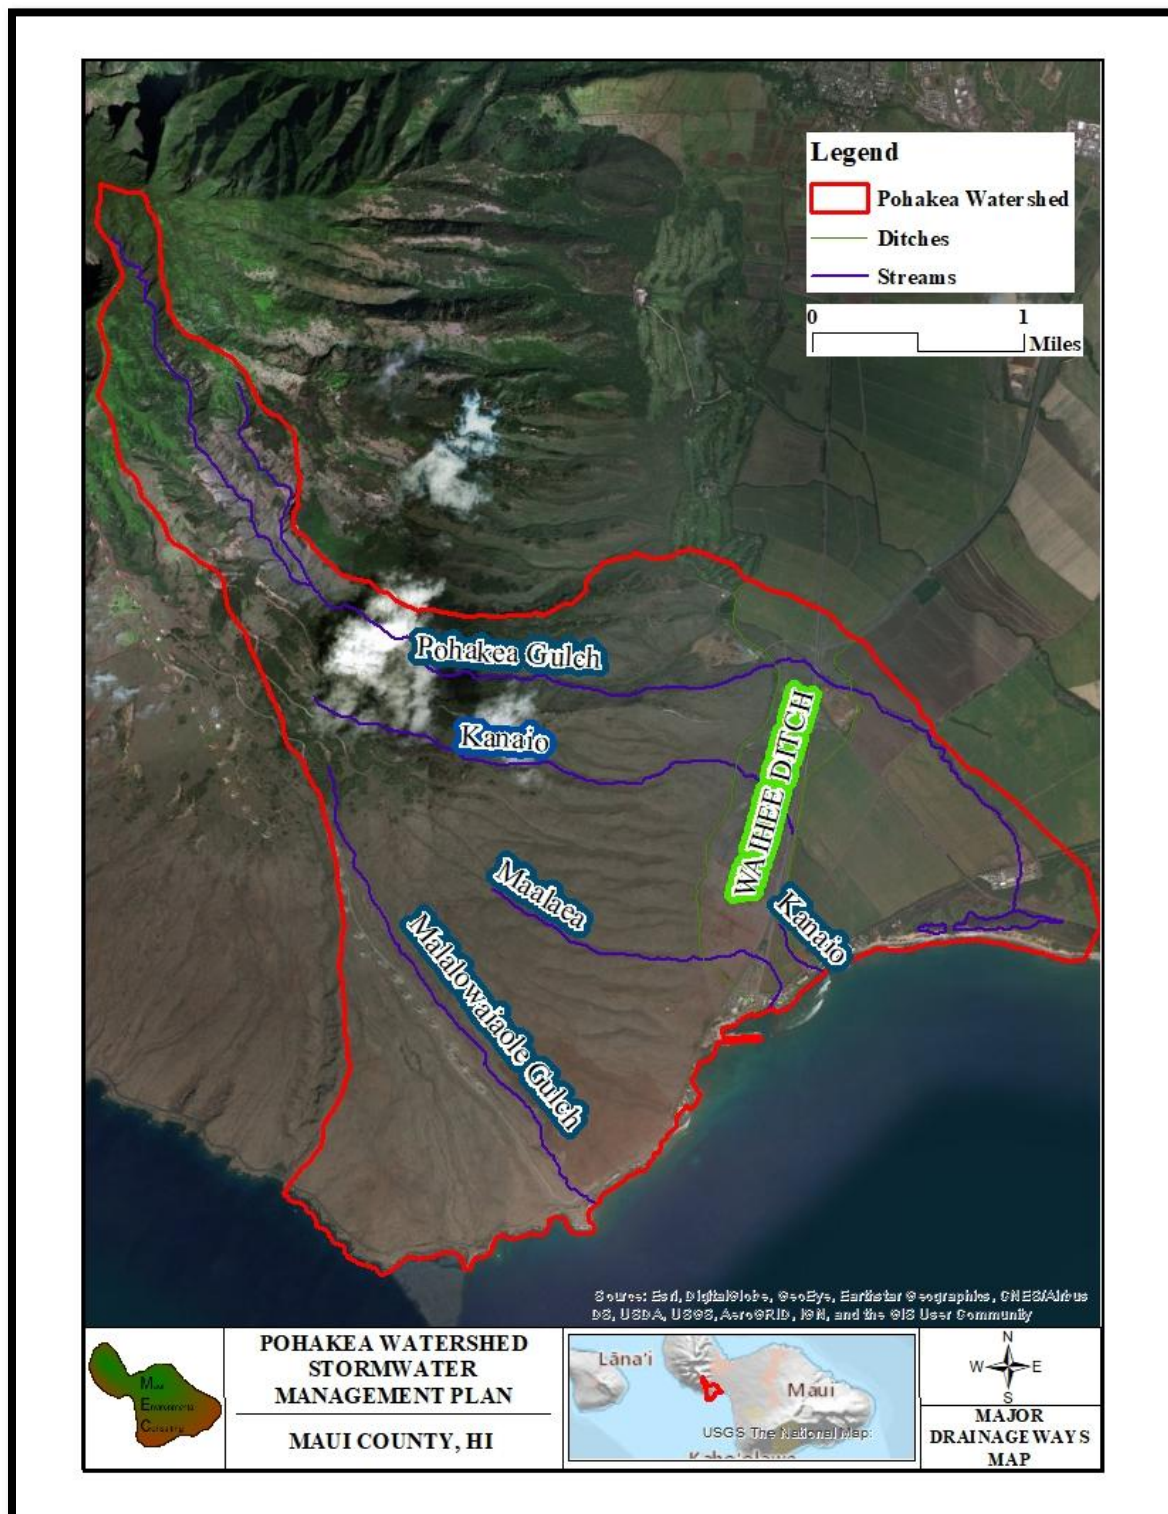 Legend
Pohakea Watershed
Ditches
Streams
0 1
Miles
Pohakea Gulch
Kanaio
WAIHEE DITCH
Maalaea
Kanaio
Malalowaiaole Gulch
Source: Esri, DigitalGlobe, GeoEye, Earthstar Geographics, CNES/Airbus
DS, USDA, USGS, AeroGRID, IGN, and the GIS User Community
POHAKEA WATERSHED
STORMWATER
MANAGEMENT PLAN
MAUI COUNTY, HI
Lāna'i
Maui
USGS The National Map:
N
W E
S
MAJOR
DRAINAGEWAYS
MAP